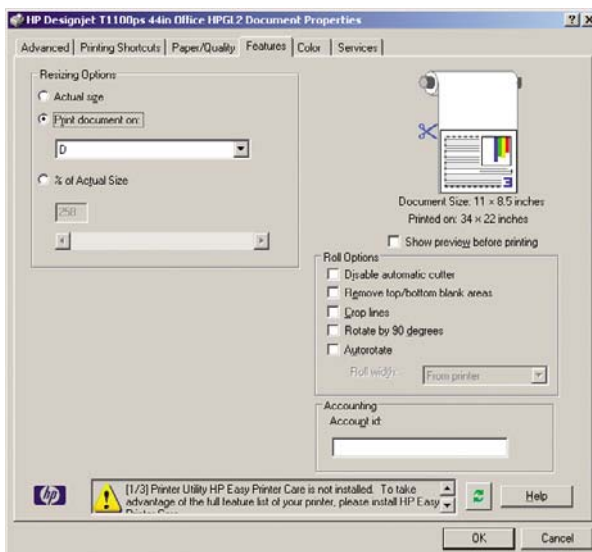 HP Designjet T1100ps 44in Office HPGL2 Document Properties
Advanced Printing Shortcuts Paper/Quality Features Color Services
Resizing Options
Actual size
Print document on:
D
% of Actual Size
258
3
Document Size: 11 × 8.5 inches
Printed on: 34 × 22 inches
Show preview before printing
Roll Options
Disable automatic cutter
Remove top/bottom blank areas
Crop lines
Rotate by 90 degrees
Autorotate
Roll width: From printer
Accounting
Account id:
hp
[1/3] Printer Utility HP Easy Printer Care is not installed. To take
advantage of the full feature list of your printer, please install HP Easy
Printer Care
Help
OK Cancel